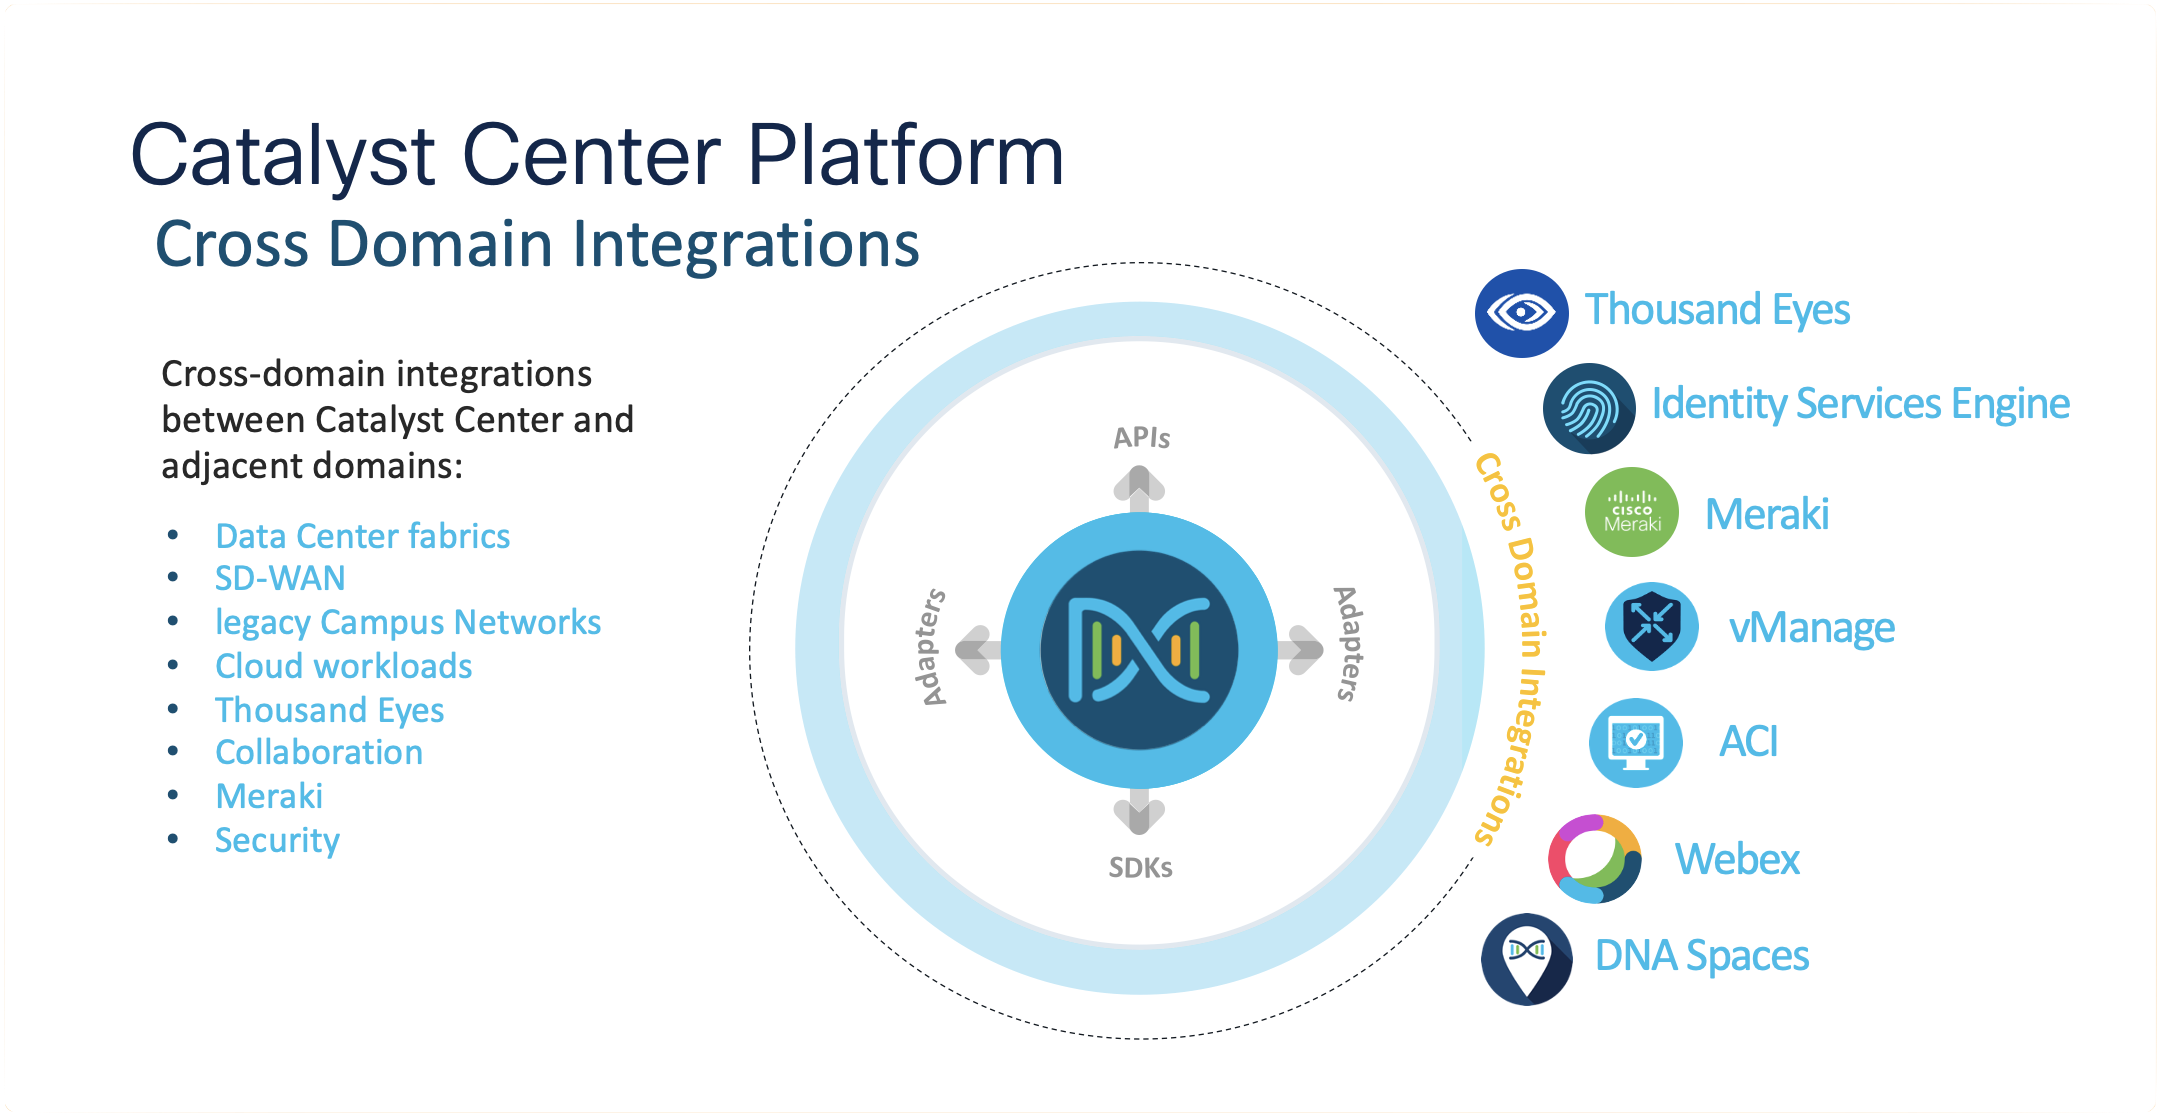 Catalyst Center Platform
Cross Domain Integrations
Cross-domain integrations
between Catalyst Center and
adjacent domains:
• Data Center fabrics
• SD-WAN
• legacy Campus Networks
• Cloud workloads
• Thousand Eyes
• Collaboration
• Meraki
• Security
APIs
Adapters
Adapters
SDKs
Cross Domain Integrations
Thousand Eyes
Identity Services Engine
CISCO
Meraki
Meraki
vManage
ACI
Webex
DNA Spaces